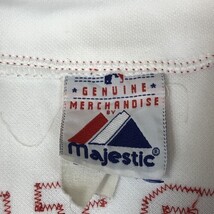 ★ GENUINE ★
MERCHANDISE
BY
Majestic®